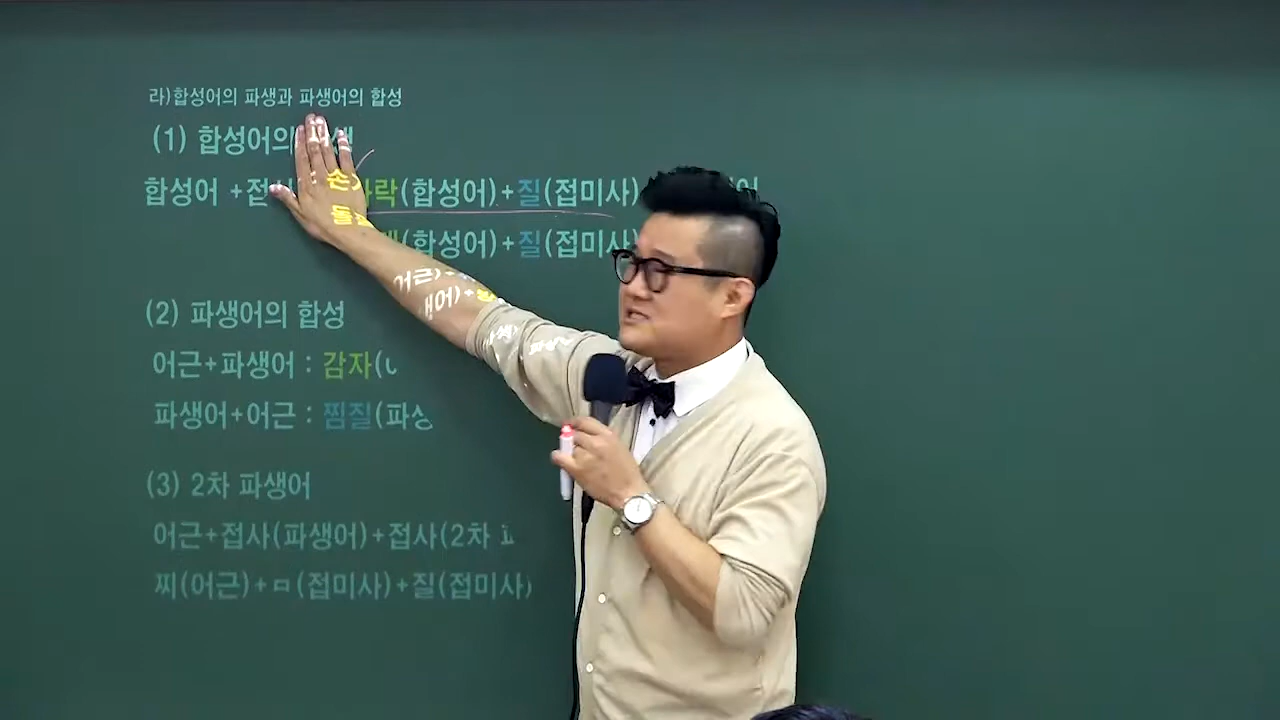 라)합성어의 파생과 파생어의 합성
(1) 합성어의 파생
합성어 +접 손가락(합성어)+질(접미사)
(합성어)+질(접미사)
(2) 파생어의 합성
어근+파생어 : 감자(
파생어+어근 : 찜질(파생
(3) 2차 파생어
어근+접사(파생어)+접사(2차
찌(어근)+ㅁ(접미사)+질(접미사)